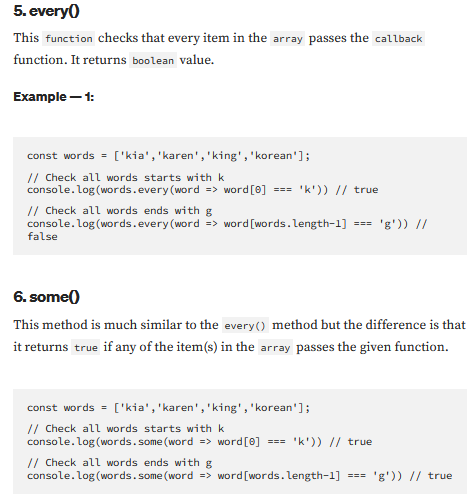 5. every()
This function checks that every item in the array passes the callback
function. It returns boolean value.
Example — 1:
const words = ['kia','karen','king','korean'];
// Check all words starts with k
console.log(words.every(word => word[0] === 'k')) // true
// Check all words ends with g
console.log(words.every(word => word[words.length-1] === 'g')) //
false
6. some()
This method is much similar to the every() method but the difference is that
it returns true if any of the item(s) in the array passes the given function.
const words = ['kia','karen','king','korean'];
// Check all words starts with k
console.log(words.some(word => word[0] === 'k')) // true
// Check all words ends with g
console.log(words.some(word => word[words.length-1] === 'g')) // true